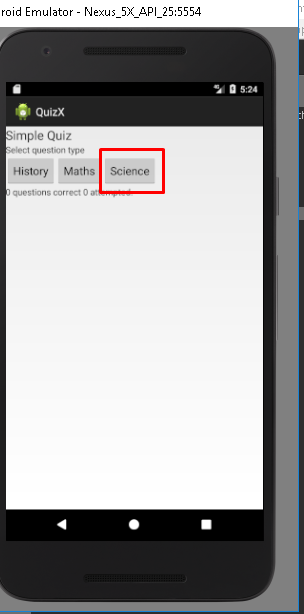 roid Emulator - Nexus_5X_API_25:5554
5:24
QuizX
Simple Quiz
Select question type
History Maths Science
0 questions correct 0 attempted.